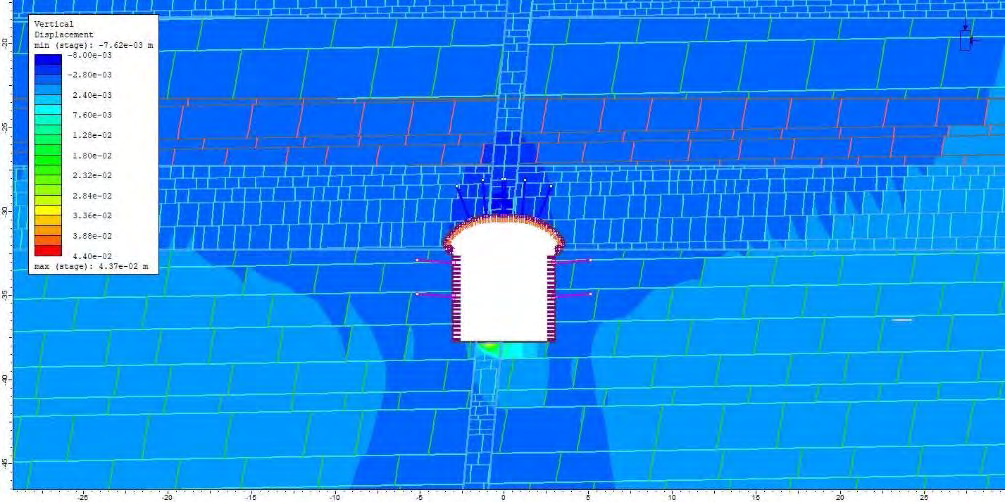 Vertical
Displacement
min (stage): -7.62e-03 m
-8.00e-03
-2.80e-03
2.40e-03
7.60e-03
1.28e-02
1.80e-02
2.32e-02
2.84e-02
3.36e-02
3.88e-02
4.40e-02
max (stage): 4.37e-02 m
-20
-25
-30
-35
-40
-45
-25 -20 -15 -10 -5 0 5 10 15 20 25